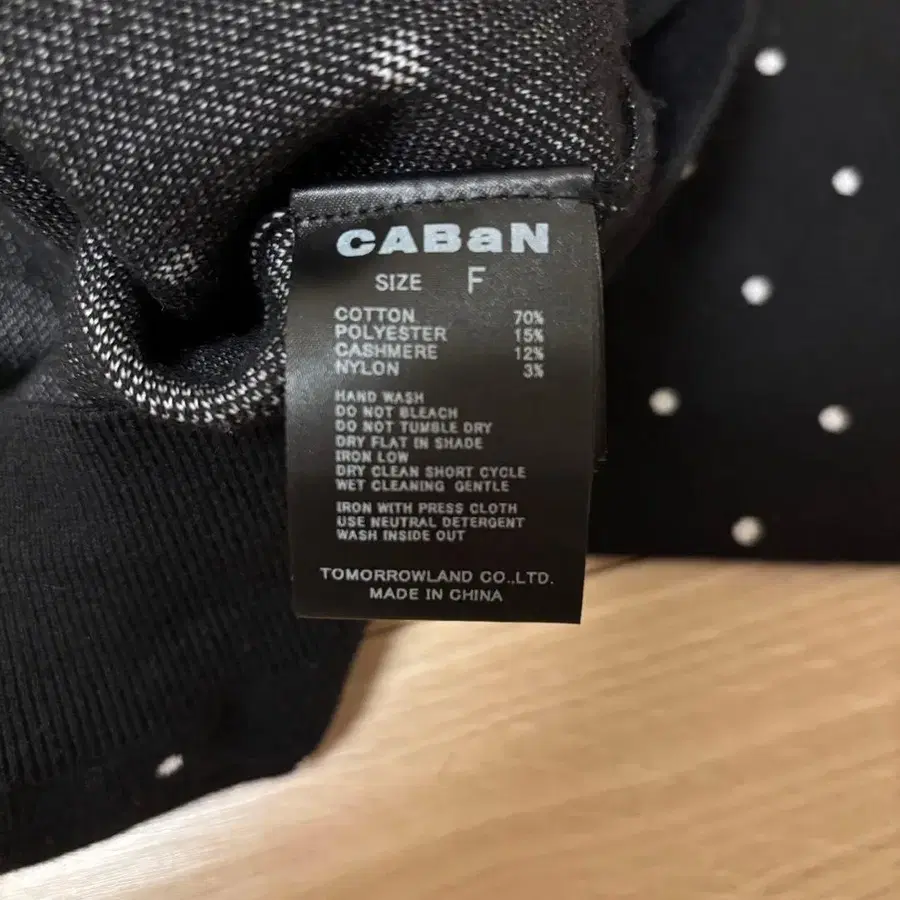 CABaN
SIZE F
COTTON 70%
POLYESTER 15%
CASHMERE 12%
NYLON 3%
HAND WASH
DO NOT BLEACH
DO NOT TUMBLE DRY
DRY FLAT IN SHADE
IRON LOW
DRY CLEAN SHORT CYCLE
WET CLEANING GENTLE
IRON WITH PRESS CLOTH
USE NEUTRAL DETERGENT
WASH INSIDE OUT
TOMORROWLAND CO.,LTD.
MADE IN CHINA